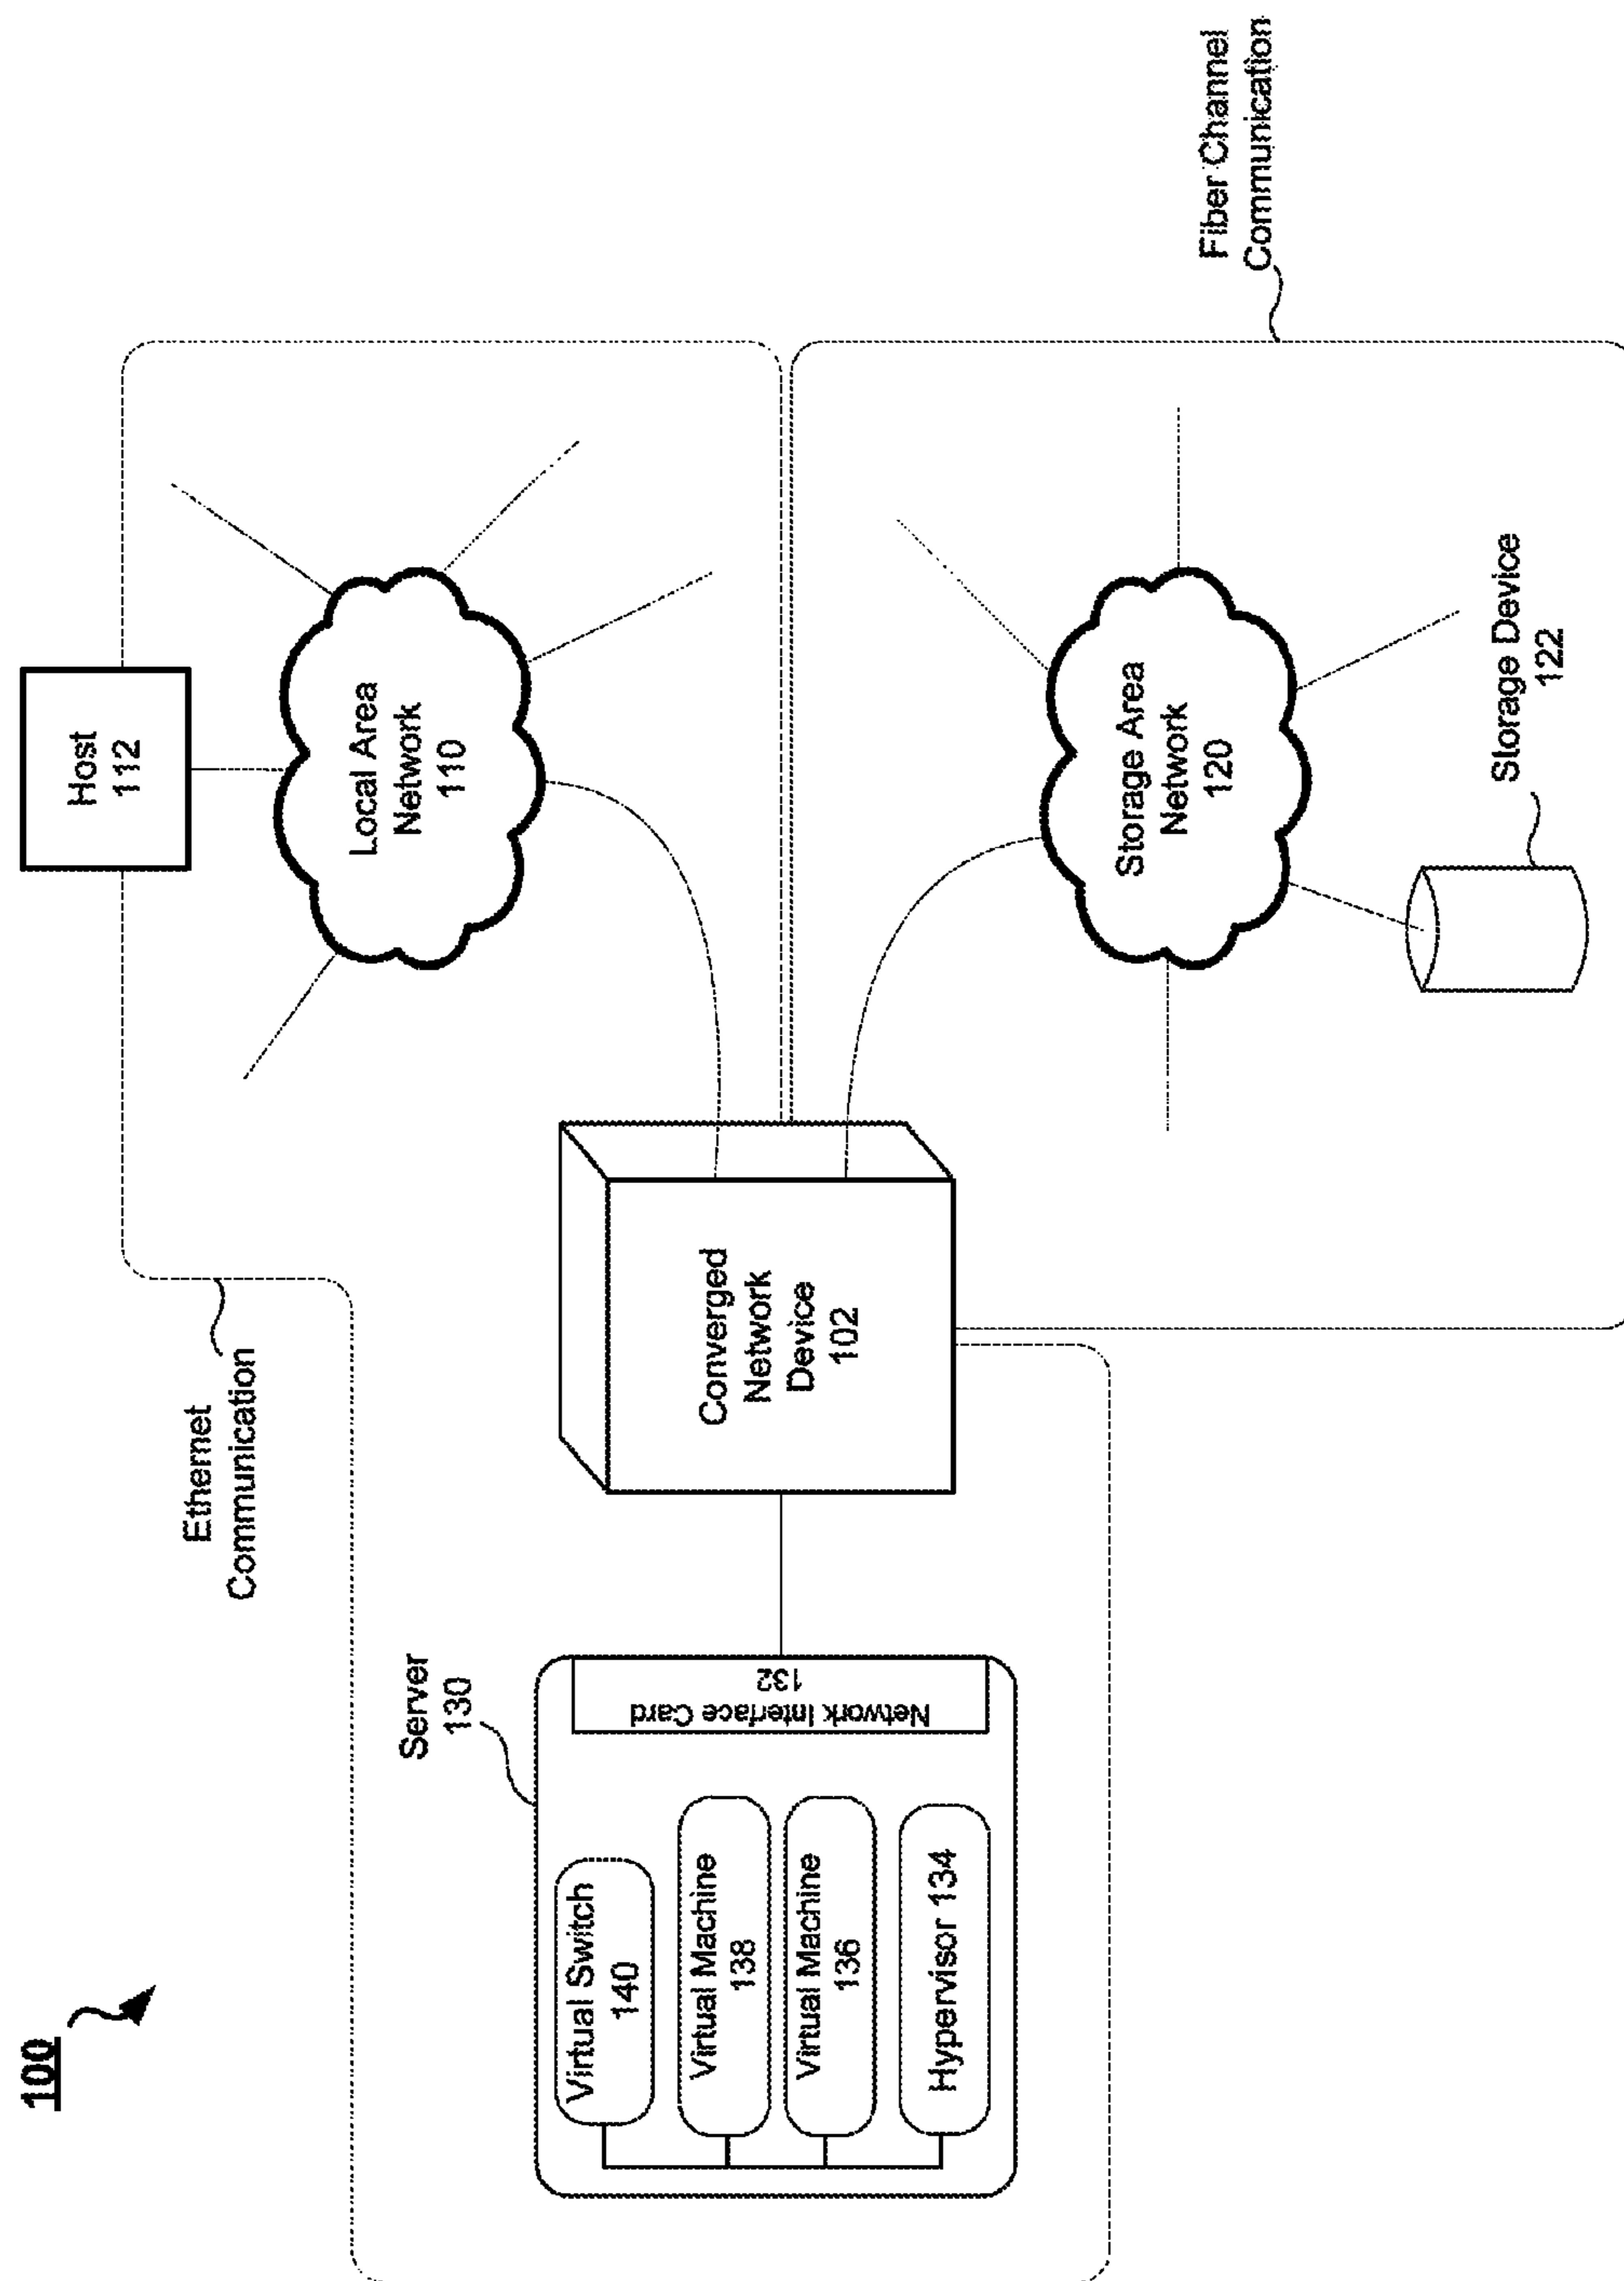 100
Ethernet
Communication
Host
112
Local Area
Network
110
Server
130
Virtual Switch
140
Virtual Machine
138
Virtual Machine
136
Hypervisor 134
Network Interface Card
132
Converged
Network
Device
102
Storage Area
Network
120
Storage Device
122
Fiber Channel
Communication